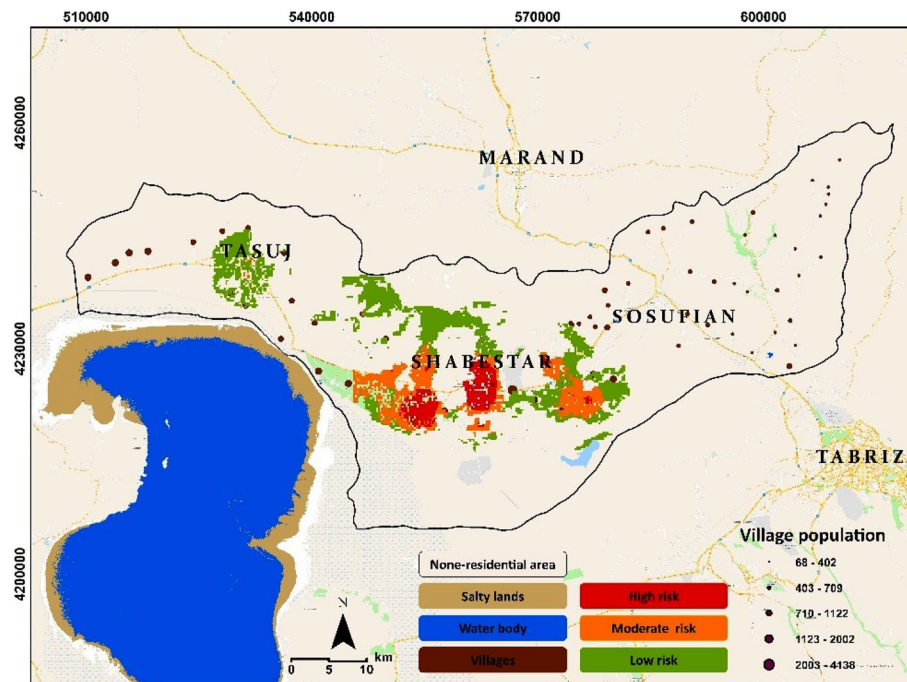 510000 540000 570000 600000
4260000
4230000
4200000
MARAND
TASUJ
SOSUPIAN
SHABESTAR
TABRIZ
Village population
68 - 402
403 - 709
710 - 1122
1123 - 2002
2003 - 4138
None-residential area
Salty lands
High risk
Water body
Moderate risk
Villages
Low risk
N
0 5 10 km